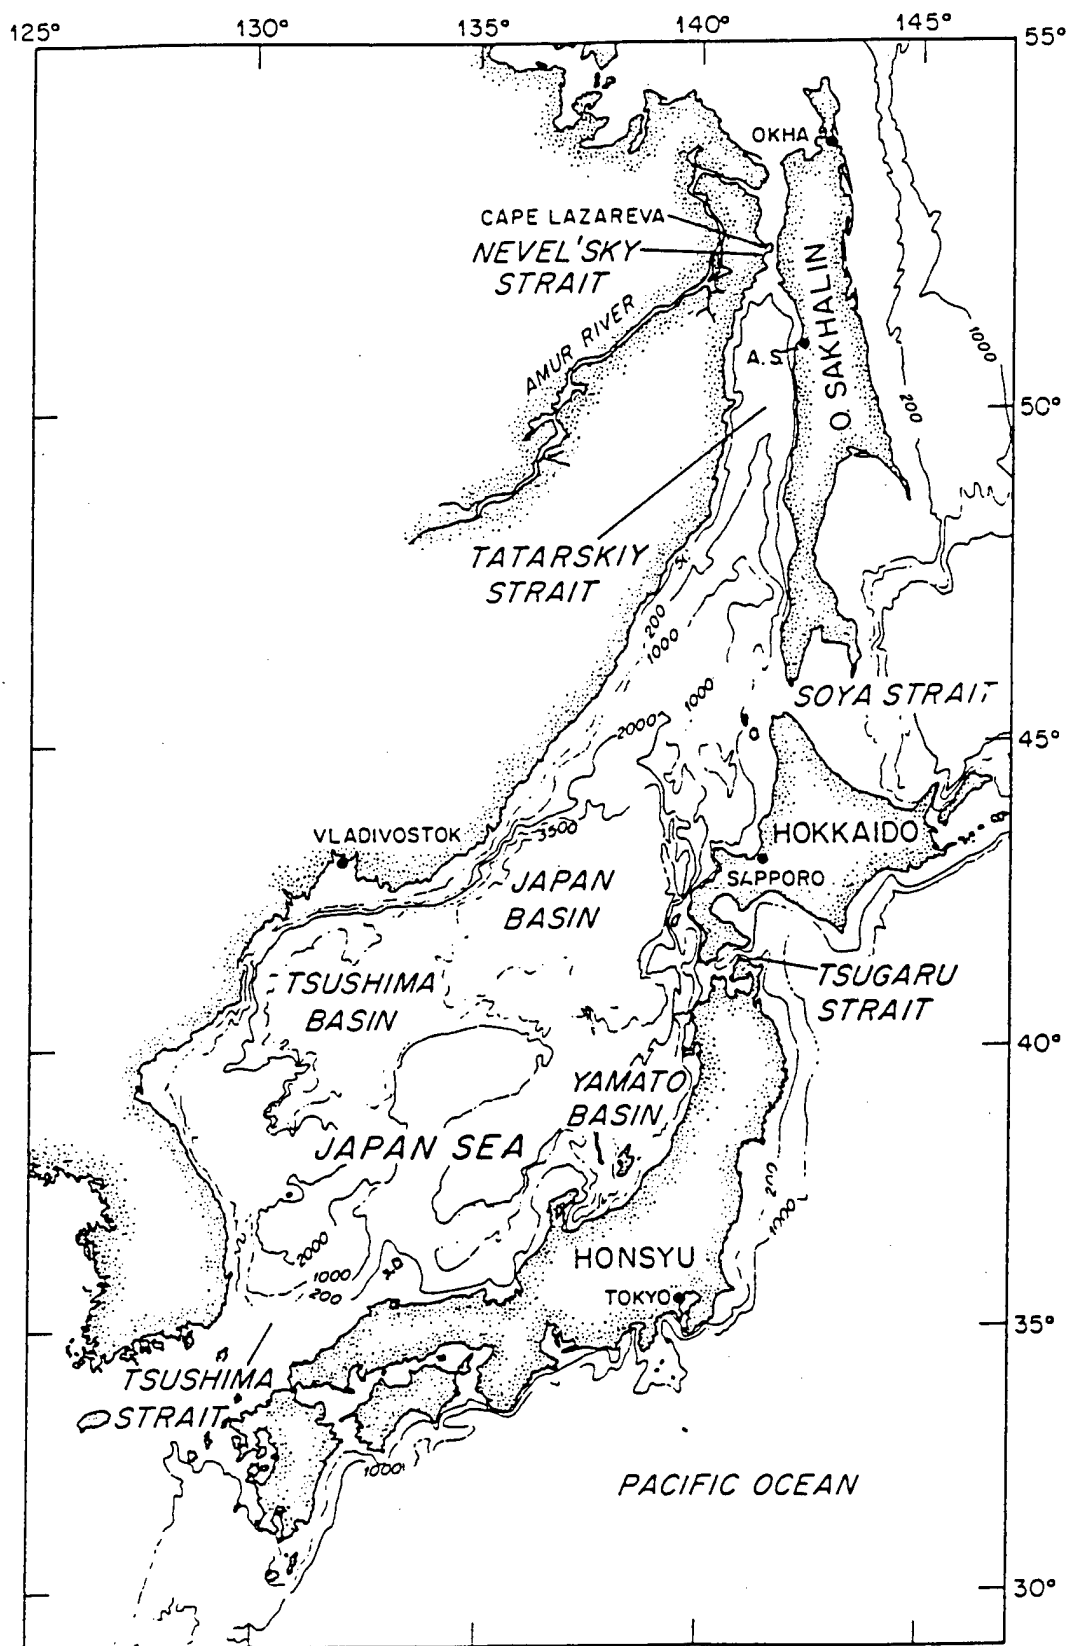 125° 130° 135° 140° 145° 55°
OKHA
CAPE LAZAREVA
NEVEL'SKY
STRAIT
AMUR RIVER
A.S.
O. SAKHALIN
1000
200
50°
TATARSKIY
STRAIT
200
1000
SOYA STRAIT
1000
2000
45°
VLADIVOSTOK
3500
HOKKAIDO
SAPPORO
JAPAN
BASIN
TSUSHIMA
BASIN
TSUGARU
STRAIT
40°
YAMATO
BASIN
JAPAN SEA
200
1000
2000
1000
200
HONSYU
TOKYO
35°
TSUSHIMA
STRAIT
1000
PACIFIC OCEAN
30°